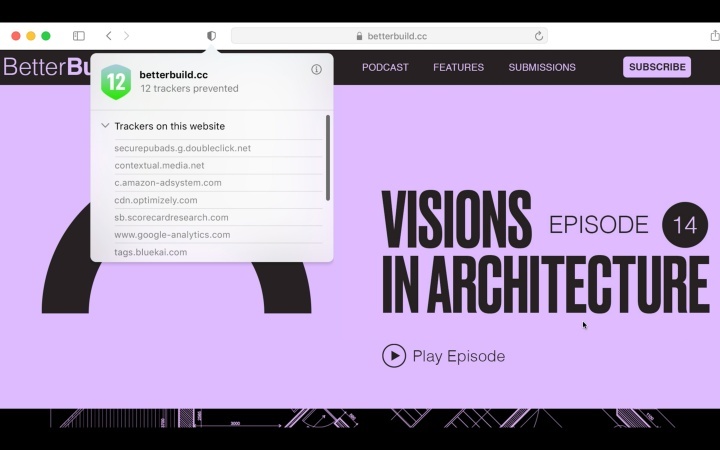 betterbuild.cc
BetterBu
PODCAST FEATURES SUBMISSIONS SUBSCRIBE
12
betterbuild.cc
12 trackers prevented
Trackers on this website
securepubads.g.doubleclick.net
contextual.media.net
c.amazon-adsystem.com
cdn.optimizely.com
sb.scorecardresearch.com
www.google-analytics.com
tags.bluekai.com
VISIONS EPISODE 14
IN ARCHITECTURE
Play Episode
3000